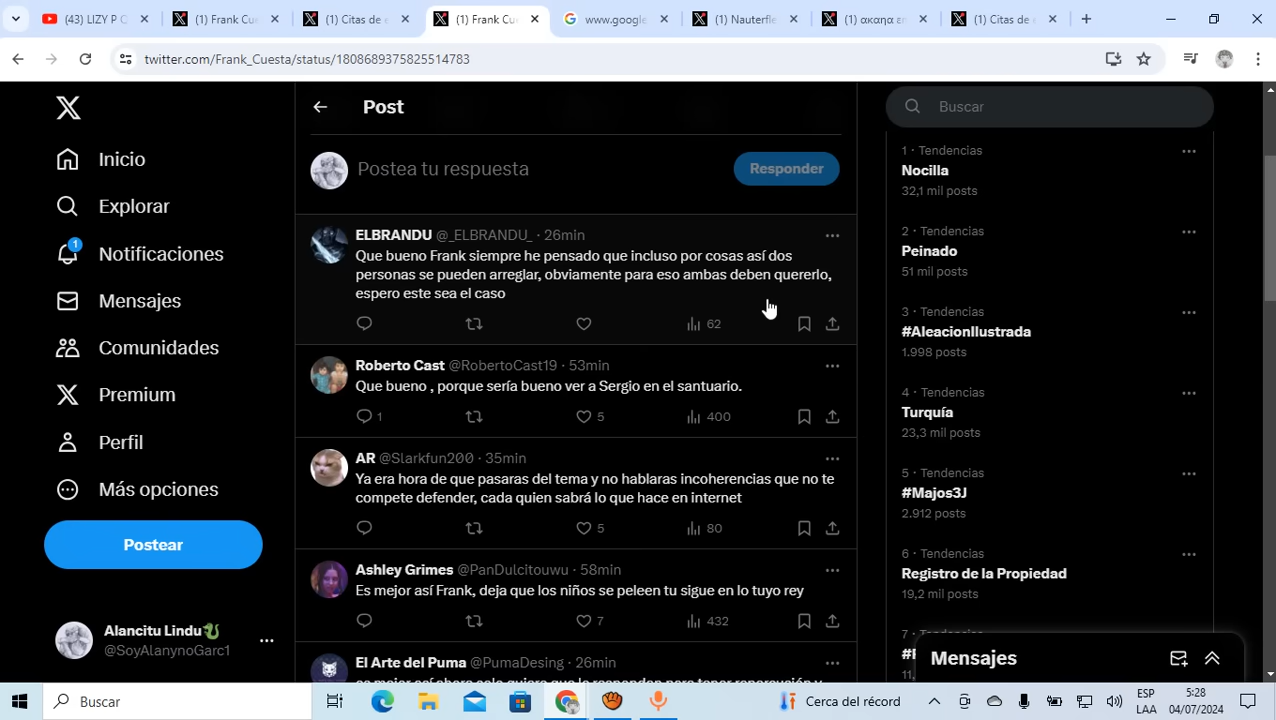 (43) LIZY P
(1) Frank Cu
(1) Citas de
(1) Frank Cu
www.google
(1) Nauterfle
(1) Citas de
twitter.com/Frank_Cuesta/status/1808689375825514783
Inicio
Explorar
1
Notificaciones
Mensajes
Comunidades
Premium
Perfil
Más opciones
Postear
Alancitu Lindu🐍
@SoyAlanynoGarc1
Post
Postea tu respuesta
Responder
ELBRANDU @_ELBRANDU_ · 26min
Que bueno Frank siempre he pensado que incluso por cosas así dos
personas se pueden arreglar, obviamente para eso ambas deben quererlo,
espero este sea el caso
62
Roberto Cast @RobertoCast19 · 53min
Que bueno , porque sería bueno ver a Sergio en el santuario.
1 5 400
AR @Slarkfun200 · 35min
Ya era hora de que pasaras del tema y no hablaras incoherencias que no te
compete defender, cada quien sabrá lo que hace en internet
5 80
Ashley Grimes @PanDulcitouwu · 58min
Es mejor así Frank, deja que los niños se peleen tu sigue en lo tuyo rey
7 432
El Arte del Puma @PumaDesing · 26min
Buscar
1 · Tendencias
Nocilla
32,1 mil posts
2 · Tendencias
Peinado
51 mil posts
3 · Tendencias
#AleacionIlustrada
1.998 posts
4 · Tendencias
Turquía
23,3 mil posts
5 · Tendencias
#Majos3J
2.912 posts
6 · Tendencias
Registro de la Propiedad
19,2 mil posts
7 ·
Mensajes
Buscar
Cerca del récord
ESP
LAA
5:28
04/07/2024